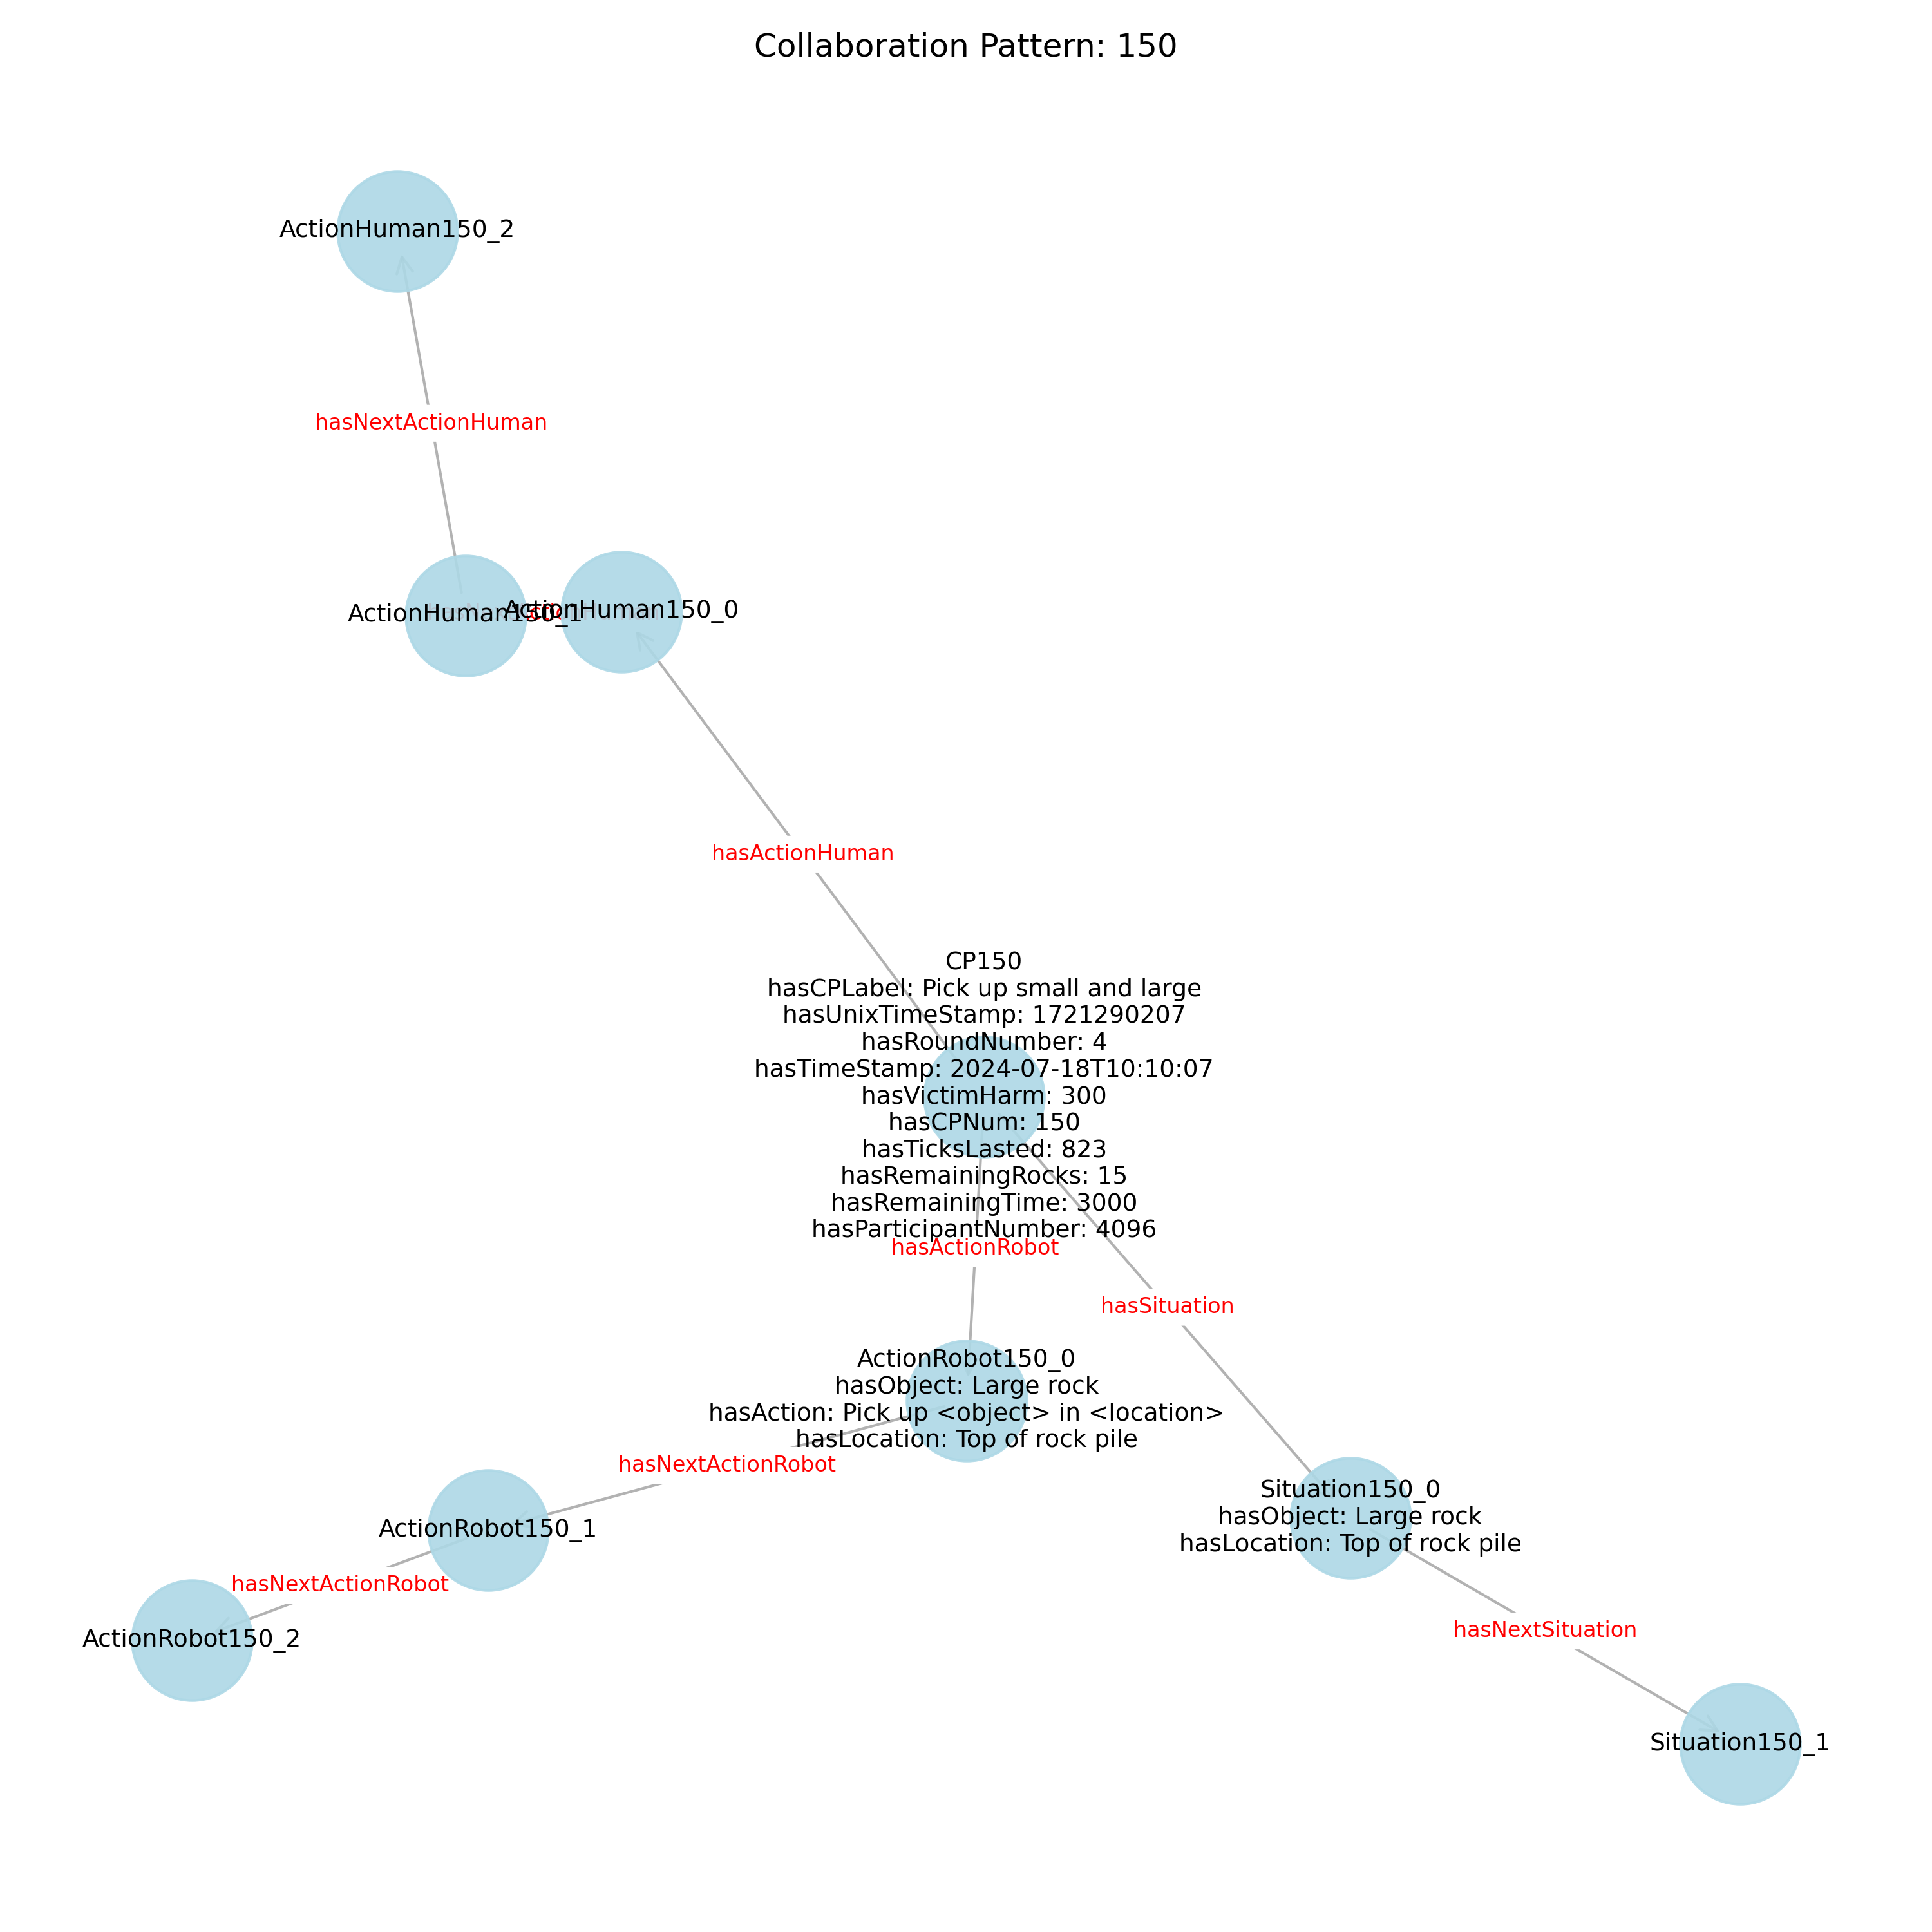 Collaboration Pattern: 150
ActionHuman150_2
hasNextActionHuman
ActionHuman150_1
ActionHuman150_0
hasActionHuman
CP150
hasCPLabel: Pick up small and large
hasUnixTimeStamp: 1721290207
hasRoundNumber: 4
hasTimeStamp: 2024-07-18T10:10:07
hasVictimHarm: 300
hasCPNum: 150
hasTicksLasted: 823
hasRemainingRocks: 15
hasRemainingTime: 3000
hasParticipantNumber: 4096
hasActionRobot
hasSituation
ActionRobot150_0
hasObject: Large rock
hasAction: Pick up <object> in <location>
hasLocation: Top of rock pile
hasNextActionRobot
Situation150_0
hasObject: Large rock
hasLocation: Top of rock pile
ActionRobot150_1
hasNextActionRobot
ActionRobot150_2
hasNextSituation
Situation150_1